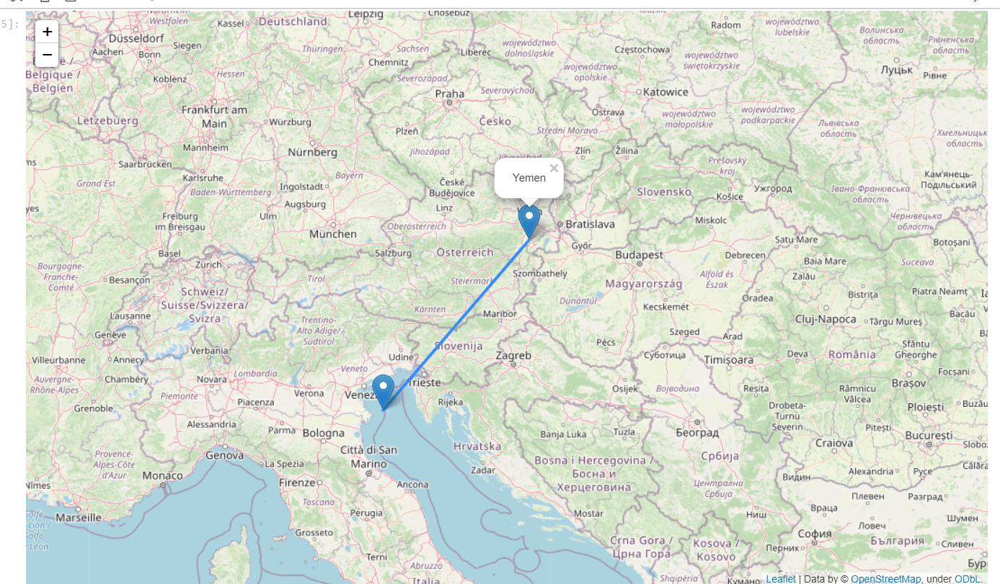 5]:
+
−
Westfalen
Kassel
Deutschland
Leipzig
Chóśebuz
Radom
województwo
lubelskie
Düsseldorf
Siegen
Aachen
Bonn
Thüringen
Sachsen
Chemnitz
Liberec
województwo
dolnośląskie
Częstochowa
województwo
opolskie
województwo
świętokrzyskie
Волинська
область
Рівненська
область
Луцьк
Рівне
België /
Belgique /
Belgien
Koblenz
Hessen
Severozápad
Praha
Severovýchod
Katowice
Lëtzebuerg
Frankfurt am
Main
Würzburg
Plzeň
Česko
Střední Morava
Ostrava
województwo
małopolskie
województwo
podkarpackie
Львівська
область
Хмельницька
область
Mannheim
Nürnberg
Jihozápad
Jihovýchod
Zlín
Žilina
Prešovský
kraj
Saarbrücken
Karlsruhe
Bayern
Grand Est
Baden-Württemberg
Ingolstadt
České
Budějovice
Yemen
×
Slovensko
Košice
Ужгород
Івано-Франківська
область
Кам'янець-
Подільський
Augsburg
Linz
Freiburg
im Breisgau
Ulm
München
Oberösterreich
Bratislava
Miskolc
Чернівецька
область
Basel
Zürich
Salzburg
Österreich
Győr
Budapest
Debrecen
Satu Mare
Botoșani
Baia Mare
Suceava
Bourgogne-
Franche-
Comté
Besançon
Tirol
Steiermark
Szombathely
Magyarország
Alföld és
Észak
Zalău
Schweiz/
Suisse/Svizzera/
Svizra
Kärnten
Dunántúl
Kecskemét
Oradea
Bistrița
Piatra Neamț
Lausanne
Trentino-
Alto Adige/
Südtirol
Maribor
Cluj-Napoca
Târgu Mureș
Bacău
Genève
Verbania
Udine
Slovenija
Zagreb
Pécs
Szeged
Arad
Суботица
Timișoara
Deva
România
Sfântu
Gheorghe
Villeurbanne
Annecy
Veneto
Auvergne-
Rhône-Alpes
Chambéry
Novara
Lombardia
Verona
Venezia
Trieste
Rijeka
Osijek
Војводина
Reșița
Râmnicu
Vâlcea
Brașov
Focșani
Grenoble
Piemonte
Piacenza
Drobeta-
Turnu
Severin
Ploiești
Buzău
Alessandria
Parma
Bologna
Banja Luka
Tuzla
Београд
Pitești
București
Genova
Città di San
Marino
Hrvatska
Bosna i Hercegovina /
Босна и
Херцеговина
Србија
Craiova
Provence-
Alpes-Côte
d'Azur
La Spezia
Monaco
Firenze
Zadar
Видин
Alexandria
Русе
Nîmes
Toscana
Ancona
Централна
Србија
Плевен
Разград
Marseille
Perugia
Mostar
Ниш
Враца
Ловеч
Шумен
Golfe
du Lion /
Golfo
de León
Grosseto
Terni
Crna Gora /
Црна Гора
Kosova /
Kosovo
София
Перник
България
Сливен
Abruzzo
Italia
Shqipëria
Куманово
Благоевград
Leaflet | Data by © OpenStreetMap, under ODbL.